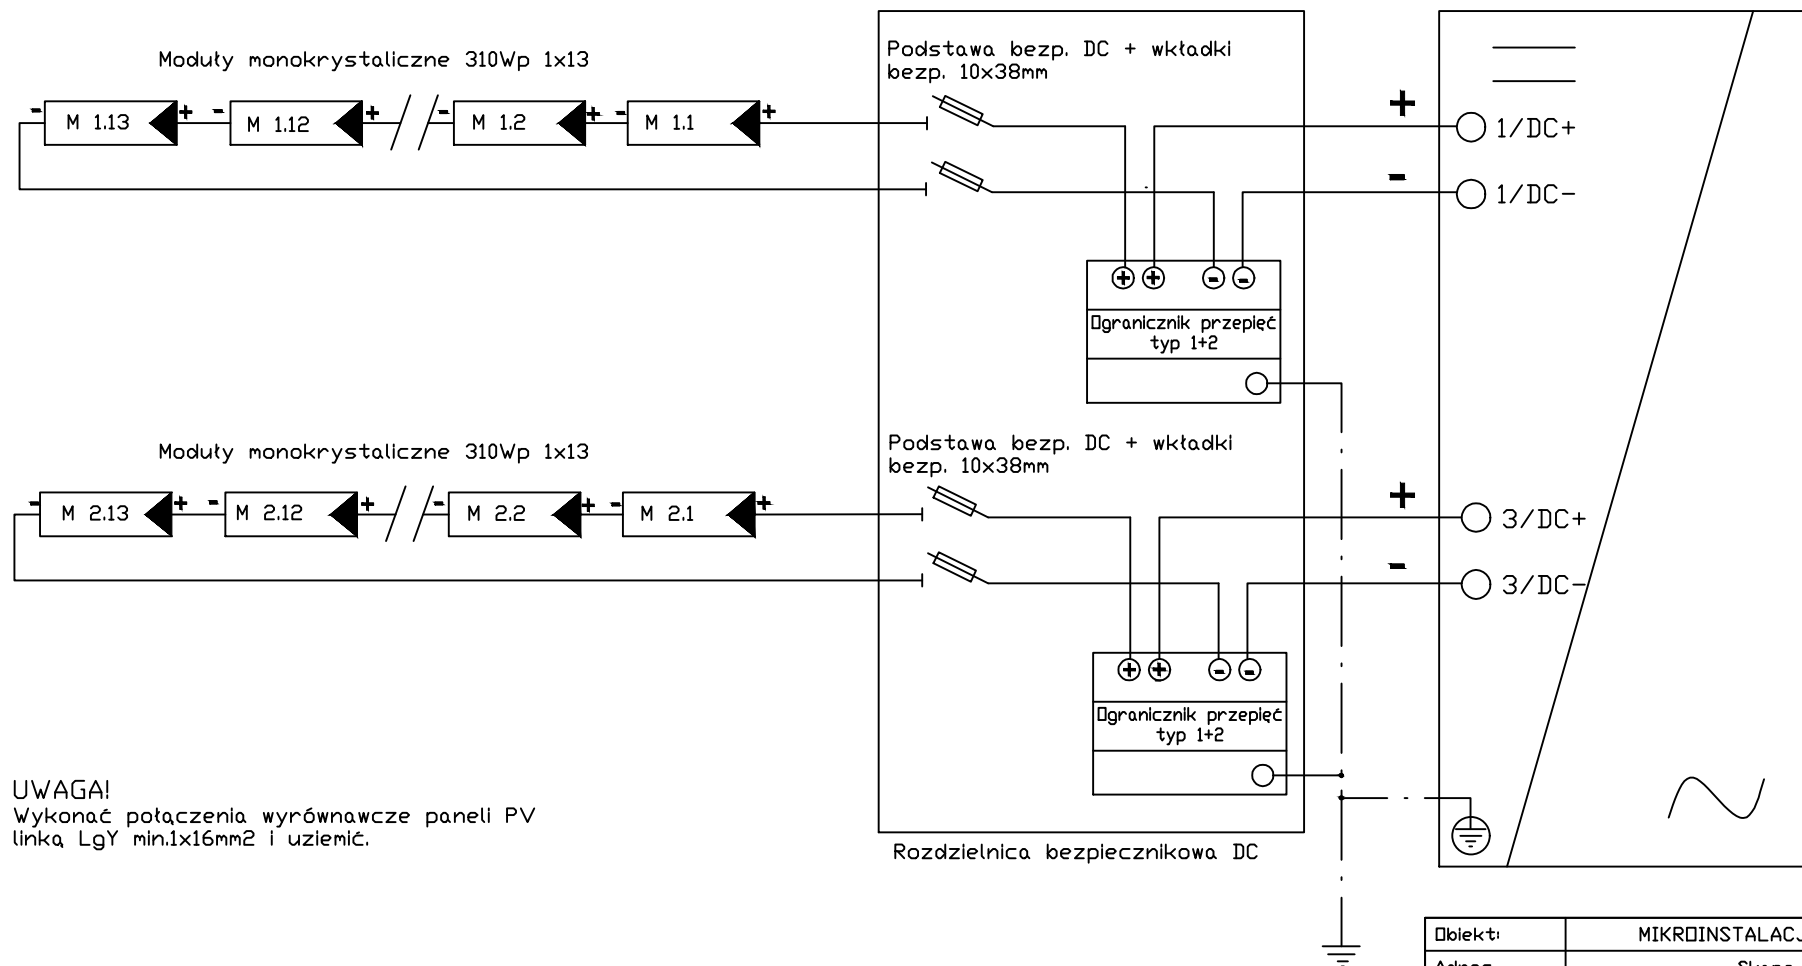 Moduły monokrystaliczne 310Wp 1x13
- M 1.13 + - M 1.12 + - M 1.2 + - M 1.1 +
Podstawa bezp. DC + wkładki
bezp. 10x38mm
+ 1/DC+
- 1/DC-
+ + - -
Ogranicznik przepięć
typ 1+2
Moduły monokrystaliczne 310Wp 1x13
- M 2.13 + - M 2.12 + - M 2.2 + - M 2.1 +
Podstawa bezp. DC + wkładki
bezp. 10x38mm
+ 3/DC+
- 3/DC-
+ + - -
Ogranicznik przepięć
typ 1+2
UWAGA!
Wykonać połączenia wyrównawcze paneli PV
linką LgY min.1x16mm2 i uziemić.
Rozdzielnica bezpiecznikowa DC
Obiekt: MIKROINSTALACJ